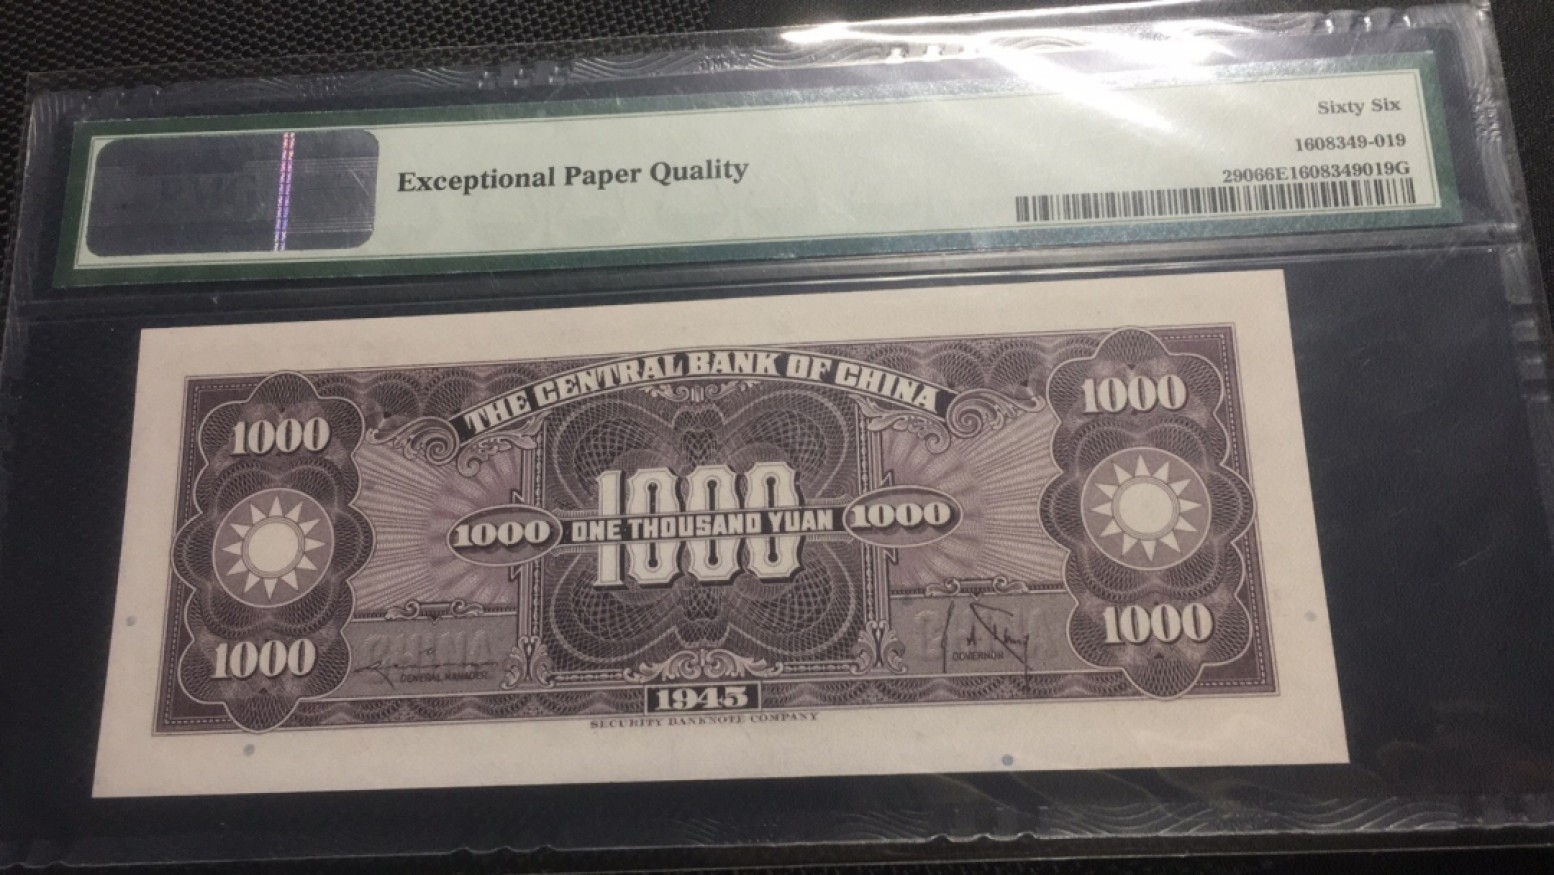 Sixty Six
1608349-019
Exceptional Paper Quality
29066E1608349019G
THE CENTRAL BANK OF CHINA
1000
1000
1000
1000 ONE THOUSAND YUAN 1000
1000
1000
GENERAL MANAGER
GOVERNOR
1945
SECURITY BANKNOTE COMPANY